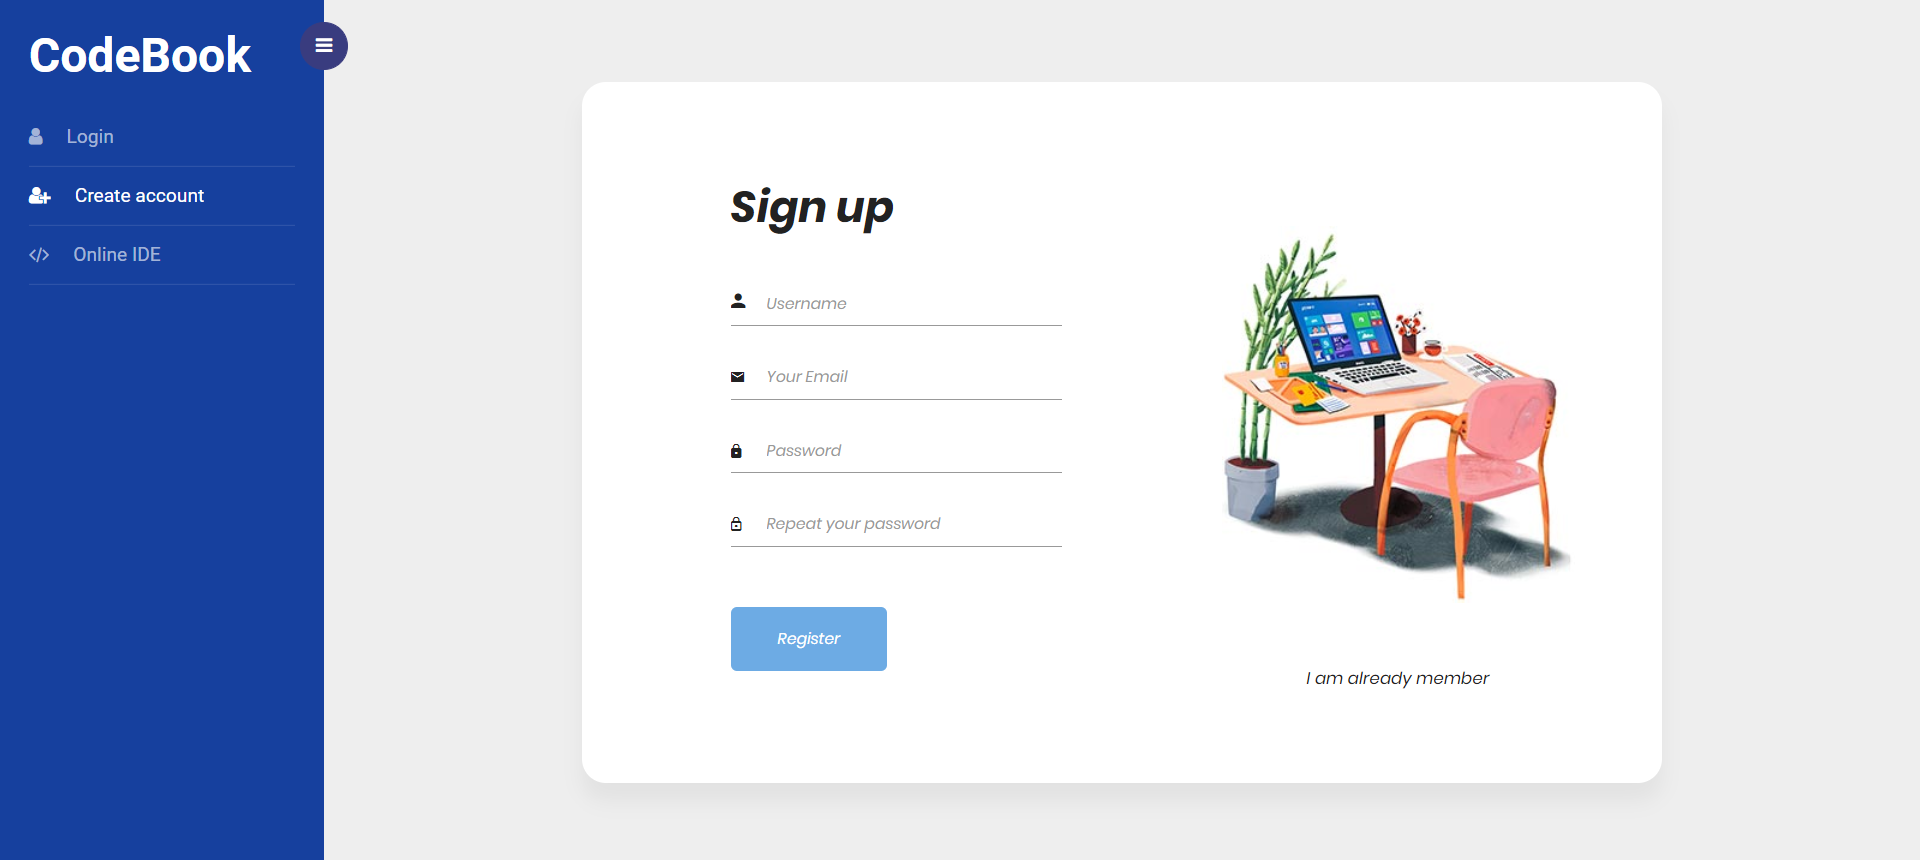 CodeBook
Login
Create account
Online IDE
Sign up
Username
Your Email
Password
Repeat your password
Register
I am already member